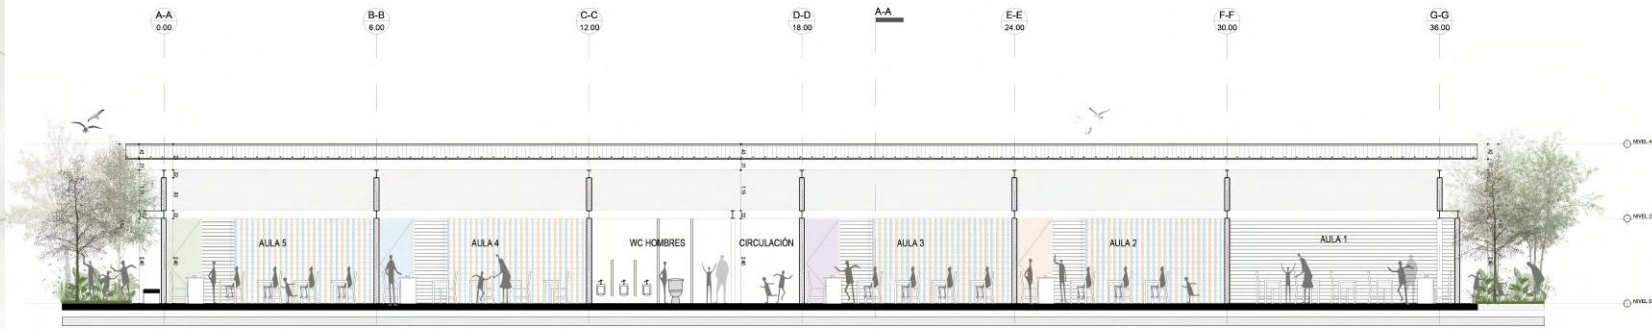 A-A
0.00
B-B
6.00
C-C
12.00
D-D
18.00
A-A
E-E
24.00
F-F
30.00
G-G
36.00
AULA 5
AULA 4
WC HOMBRES
CIRCULACIÓN
AULA 3
AULA 2
AULA 1